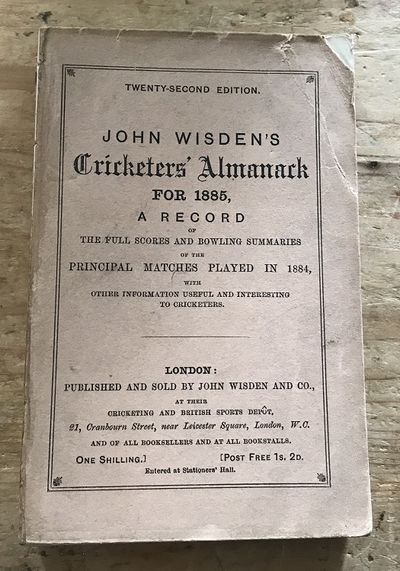 TWENTY-SECOND EDITION.
JOHN WISDEN'S
Cricketers' Almanack
FOR 1885,
A RECORD
OF
THE FULL SCORES AND BOWLING SUMMARIES
OF THE
PRINCIPAL MATCHES PLAYED IN 1884,
WITH
OTHER INFORMATION USEFUL AND INTERESTING
TO CRICKETERS.
LONDON:
PUBLISHED AND SOLD BY JOHN WISDEN AND CO.,
AT THEIR
CRICKETING AND BRITISH SPORTS DEPÔT,
21, Cranbourn Street, near Leicester Square, London, W.C.
AND OF ALL BOOKSELLERS AND AT ALL BOOKSTALLS.
ONE SHILLING.] [POST FREE 1S. 2D.
Entered at Stationers' Hall.